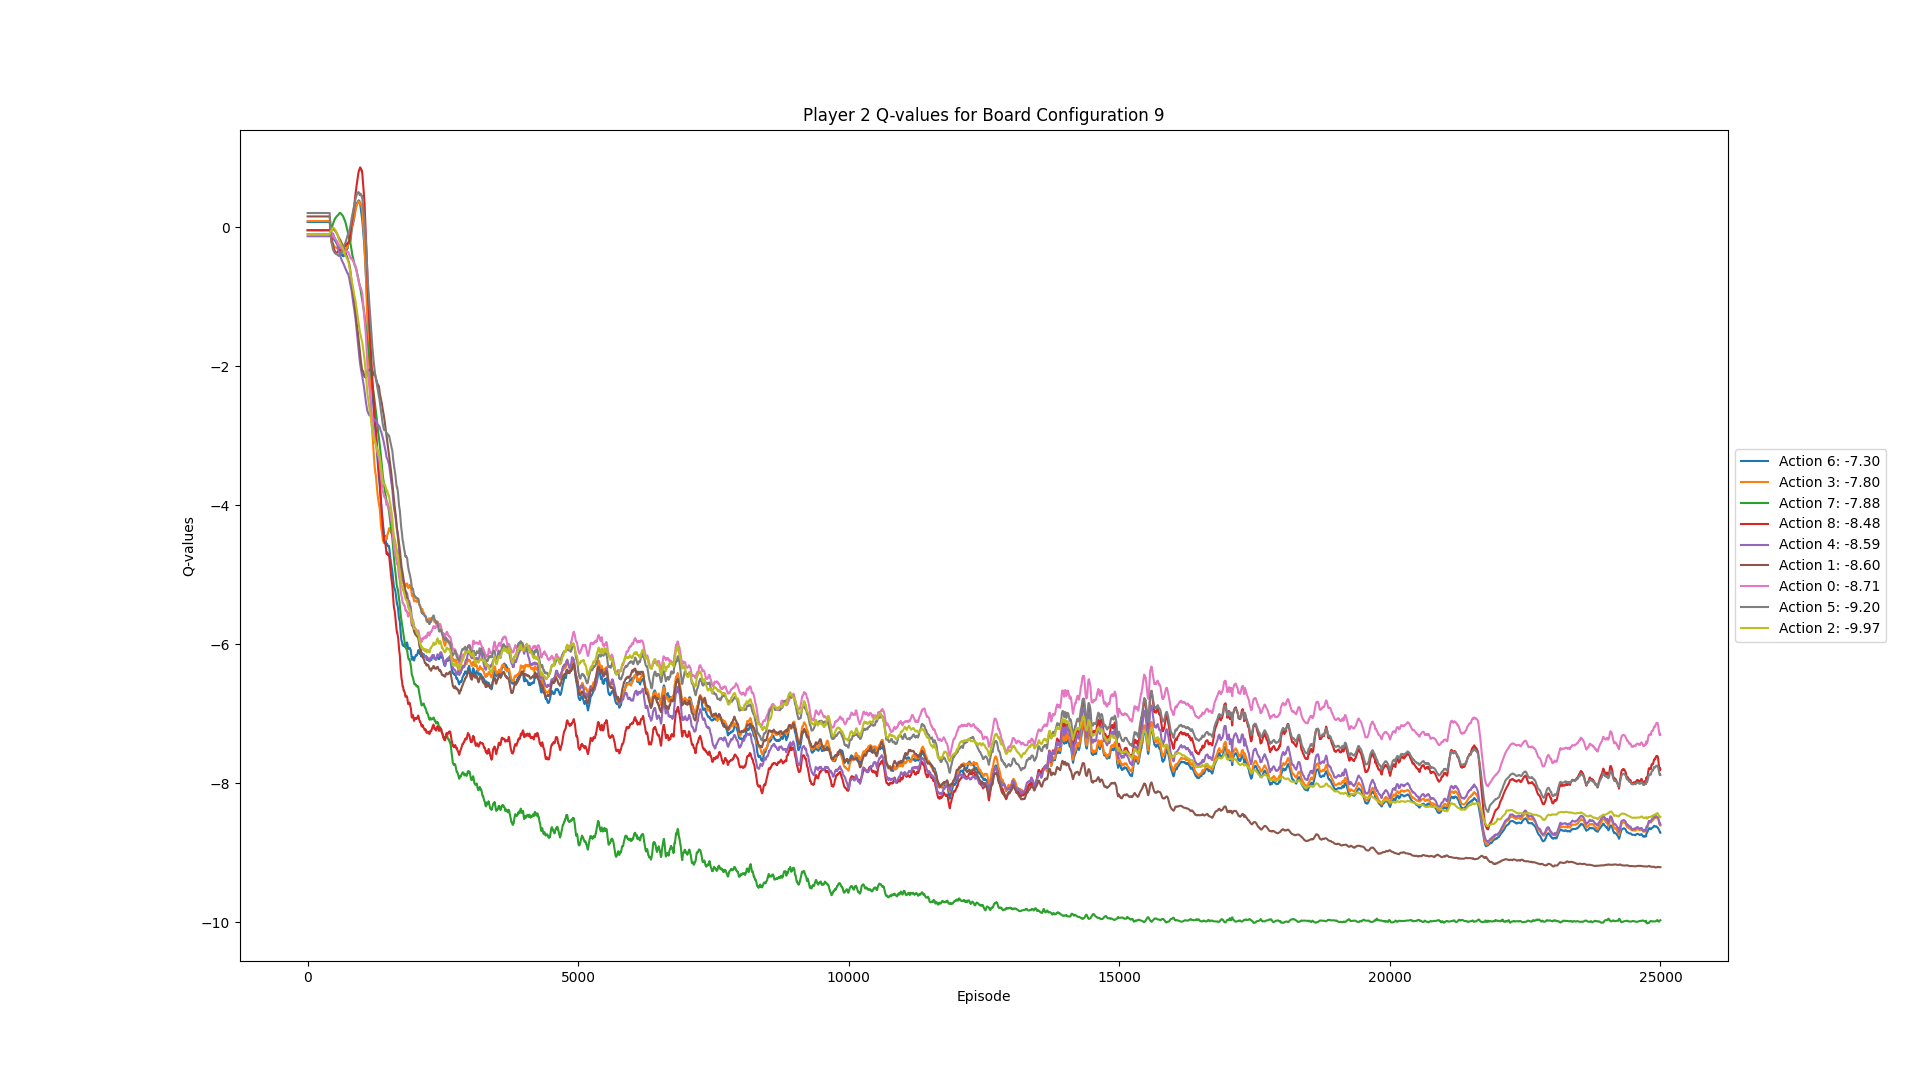 Player 2 Q-values for Board Configuration 9
Q-values
0
−2
−4
−6
−8
−10
0
5000
10000
15000
20000
25000
Episode
Action 6: -7.30
Action 3: -7.80
Action 7: -7.88
Action 8: -8.48
Action 4: -8.59
Action 1: -8.60
Action 0: -8.71
Action 5: -9.20
Action 2: -9.97